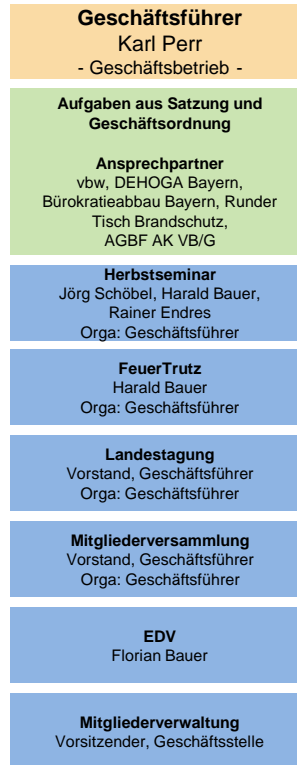 Geschäftsführer
Karl Perr
- Geschäftsbetrieb -
Aufgaben aus Satzung und
Geschäftsordnung
Ansprechpartner
vbw, DEHOGA Bayern,
Bürokratieabbau Bayern, Runder
Tisch Brandschutz,
AGBF AK VB/G
Herbstseminar
Jörg Schöbel, Harald Bauer,
Rainer Endres
Orga: Geschäftsführer
FeuerTrutz
Harald Bauer
Orga: Geschäftsführer
Landestagung
Vorstand, Geschäftsführer
Orga: Geschäftsführer
Mitgliederversammlung
Vorstand, Geschäftsführer
Orga: Geschäftsführer
EDV
Florian Bauer
Mitgliederverwaltung
Vorsitzender, Geschäftsstelle